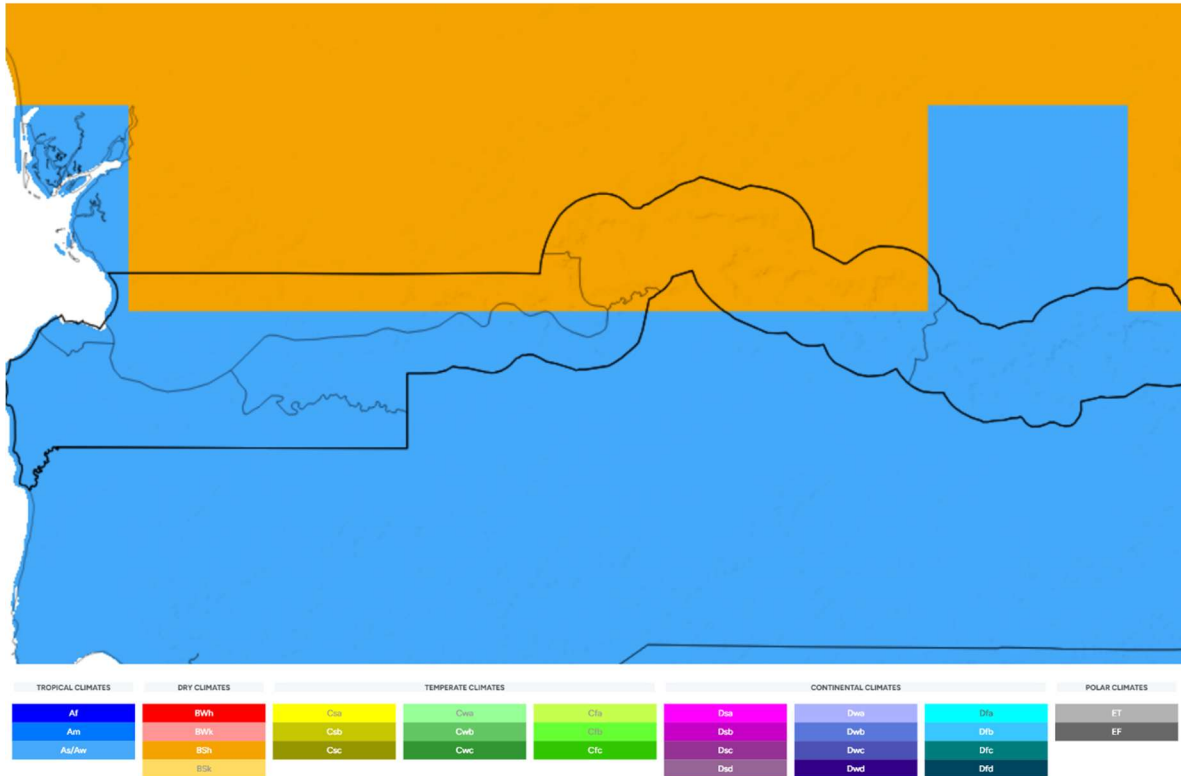 TROPICAL CLIMATES DRY CLIMATES TEMPERATE CLIMATES CONTINENTAL CLIMATES POLAR CLIMATES
Af BWh Csa Cwa Cfa Dsa Dwa Dfa ET
Am BWk Csb Cwb Cfb Dsb Dwb Dfb EF
As/Aw BSh Csc Cwc Cfc Dsc Dwc Dfc
BSk Dsd Dwd Dfd